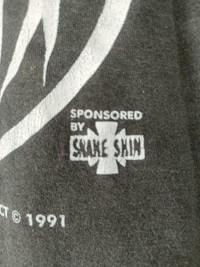 SPONSORED
BY
SNAKE SKIN
CT © 1991